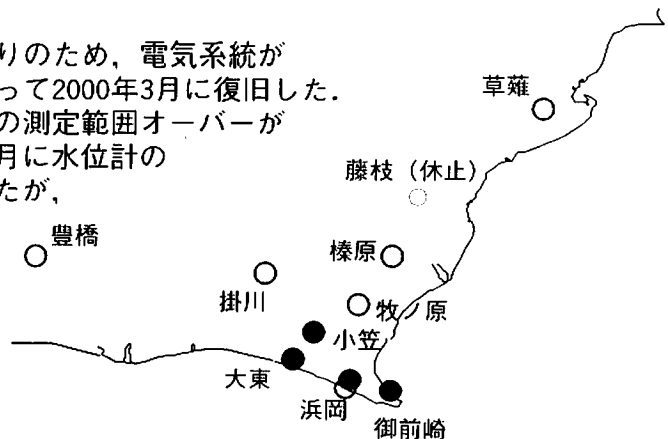 りのため，電気系統が
って2000年3月に復旧した．
の測定範囲オーバーが
月に水位計の
たが，
草薙
藤枝（休止）
豊橋
榛原
掛川
牧ノ原
小笠
大東
浜岡
御前崎